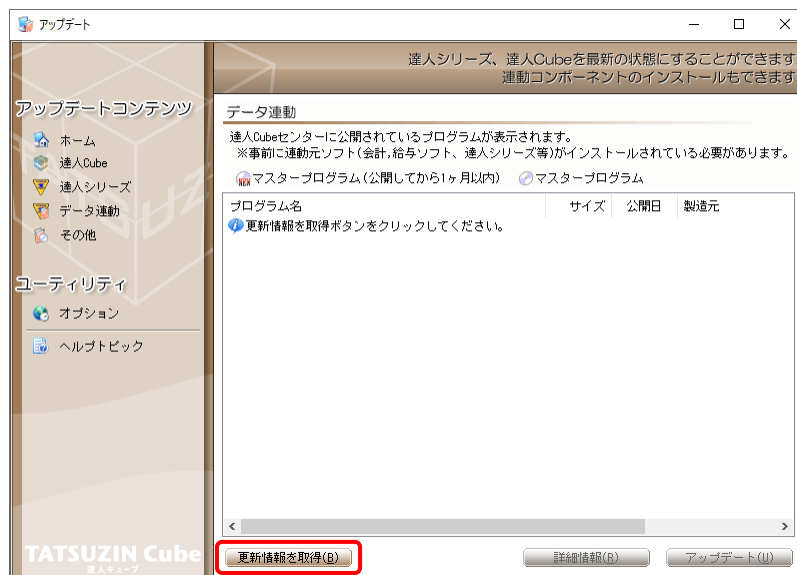 アップデート
達人シリーズ、達人Cubeを最新の状態にすることができます
連動コンポーネントのインストールもできます
アップデートコンテンツ
ホーム
達人Cube
達人シリーズ
データ連動
その他
ユーティリティ
オプション
ヘルプトピック
データ連動
達人Cubeセンターに公開されているプログラムが表示されます。
※事前に連動元ソフト(会計,給与ソフト、達人シリーズ等)がインストールされている必要があります。
NEW マスタープログラム(公開してから1ヶ月以内) マスタープログラム
プログラム名 サイズ 公開日 製造元
更新情報を取得ボタンをクリックしてください。
更新情報を取得(B) 詳細情報(R) アップデート(U)
TATSUZIN Cube
達人キューブ